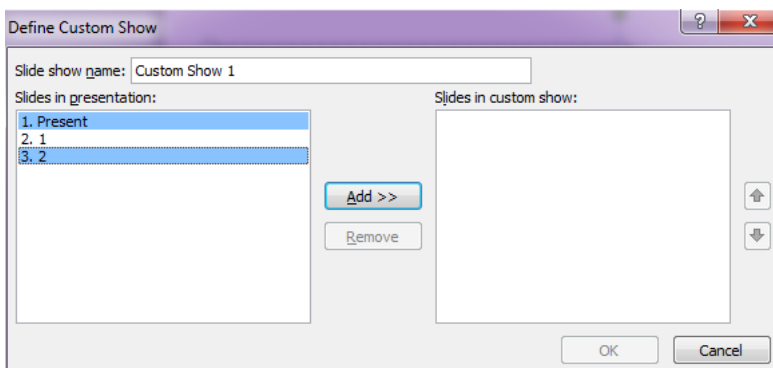 Define Custom Show
?
X
Slide show name: Custom Show 1
Slides in presentation:
Slides in custom show:
1. Present
2. 1
3. 2
Add >>
Remove
OK
Cancel